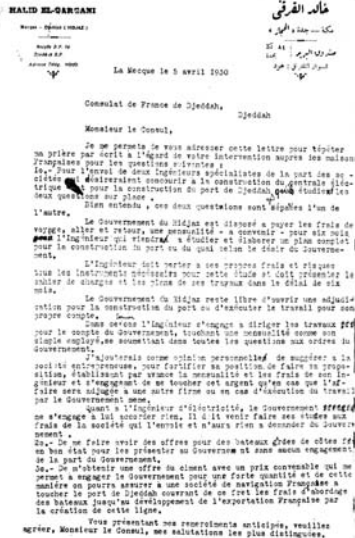 HALID EL-GARGANI
خالد القرقني
La Mecque le 5 avril 1930
Consulat de France de Djeddah,
Djeddah
Monsieur le Consul,
Je me permets de vous adresser cette lettre pour répéter
ma prière par écrit à l'égard de votre intervention auprès les maisons
Françaises pour les questions suivantes :
1o.- Pour l'envoi de deux Ingénieurs spécialistes de la part des so-
ciétés qui désireraient concourir à la construction du centrale élec-
trique et pour la construction du port de Djeddah étudier les
deux questions sur place.
Bien entendu, ces deux questions sont séparées l'un de
l'autre.
Le Gouvernement du Hidjaz est disposé à payer les frais de
voyage, aller et retour, une mensualité - à convenir - pour six mois
l'ingénieur qui viendra à étudier et élaborer un plan complet
pour la construction du port ou du quai selon le désir du Gouverne-
ment.
L'Ingénieur doit porter à ses propres frais et risques
tous les instruments nécessaires pour cette étude et doit présenter le
cahier de charges et les plans de ses travaux dans le délai de six
mois.
Le Gouvernement du Hidjaz reste libre d'ouvrir une adjudi-
cation pour la construction du port ou d'exécuter le travail pour son
propre compte.
Dans ce cas l'ingénieur s'engage à diriger les travaux
pour le compte du Gouvernement, touchant une mensualité comme son
simple employé, se soumettant dans toutes les questions aux ordres du
Gouvernement.
J'ajouterais comme opinion personnelle de suggérer à la
société entrepreneuse, pour fortifier sa position de faire sa propo-
sition, établissant par avance la mensualité et les frais de son in-
génieur et s'engageant de ne toucher cet argent qu'en cas que l'af-
faire sera adjugée à une autre firme ou en cas d'exécution du travail
par le Gouvernement même.
Quant à l'ingénieur d'électricité, le Gouvernement
ne s'engage à lui accorder rien. Il dit venir faire ses études aux
frais de la société qui l'envoie et n'aura rien à demander du Gouver-
nement.
2o.- De me faire avoir des offres pour des bateaux de côtes
en bon état pour les présenter au Gouvernement sans aucun engagement
de la part du Gouvernement.
3o.- De m'obtenir une offre du ciment avec un prix convenable qui me
permet à engager le Gouvernement pour une forte quantité et de cette
manière on pourra assurer à une société de navigation Française à
toucher le port de Djeddah couvrant de ce fret les frais d'abordage
des bateaux jusqu'au développement de l'exportation Française par
la création de cette ligne.
Vous présentant mes remerciments anticipés, veuillez
agréer, Monsieur le Consul, mes salutations les plus distinguées.